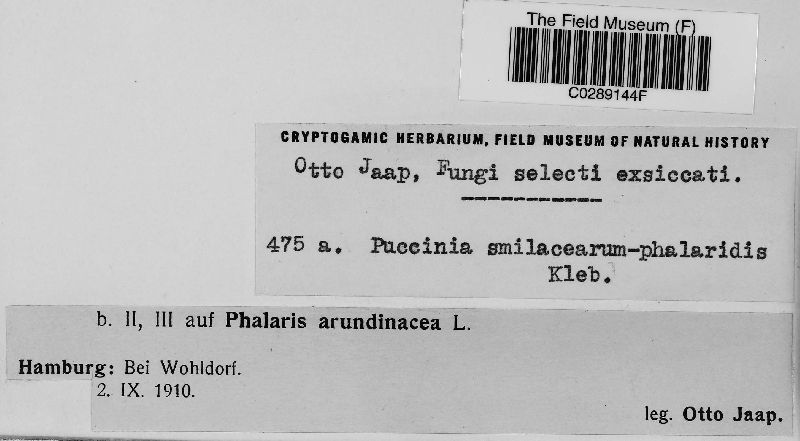 The Field Museum (F)
C0289144F
CRYPTOGAMIC HERBARIUM, FIELD MUSEUM OF NATURAL HISTORY
Otto Jaap, Fungi selecti exsiccati.
475 a. Puccinia smilacearum-phalaridis
Kleb.
b. II, III auf Phalaris arundinacea L.
Hamburg: Bei Wohldorf.
2. IX. 1910.
leg. Otto Jaap.